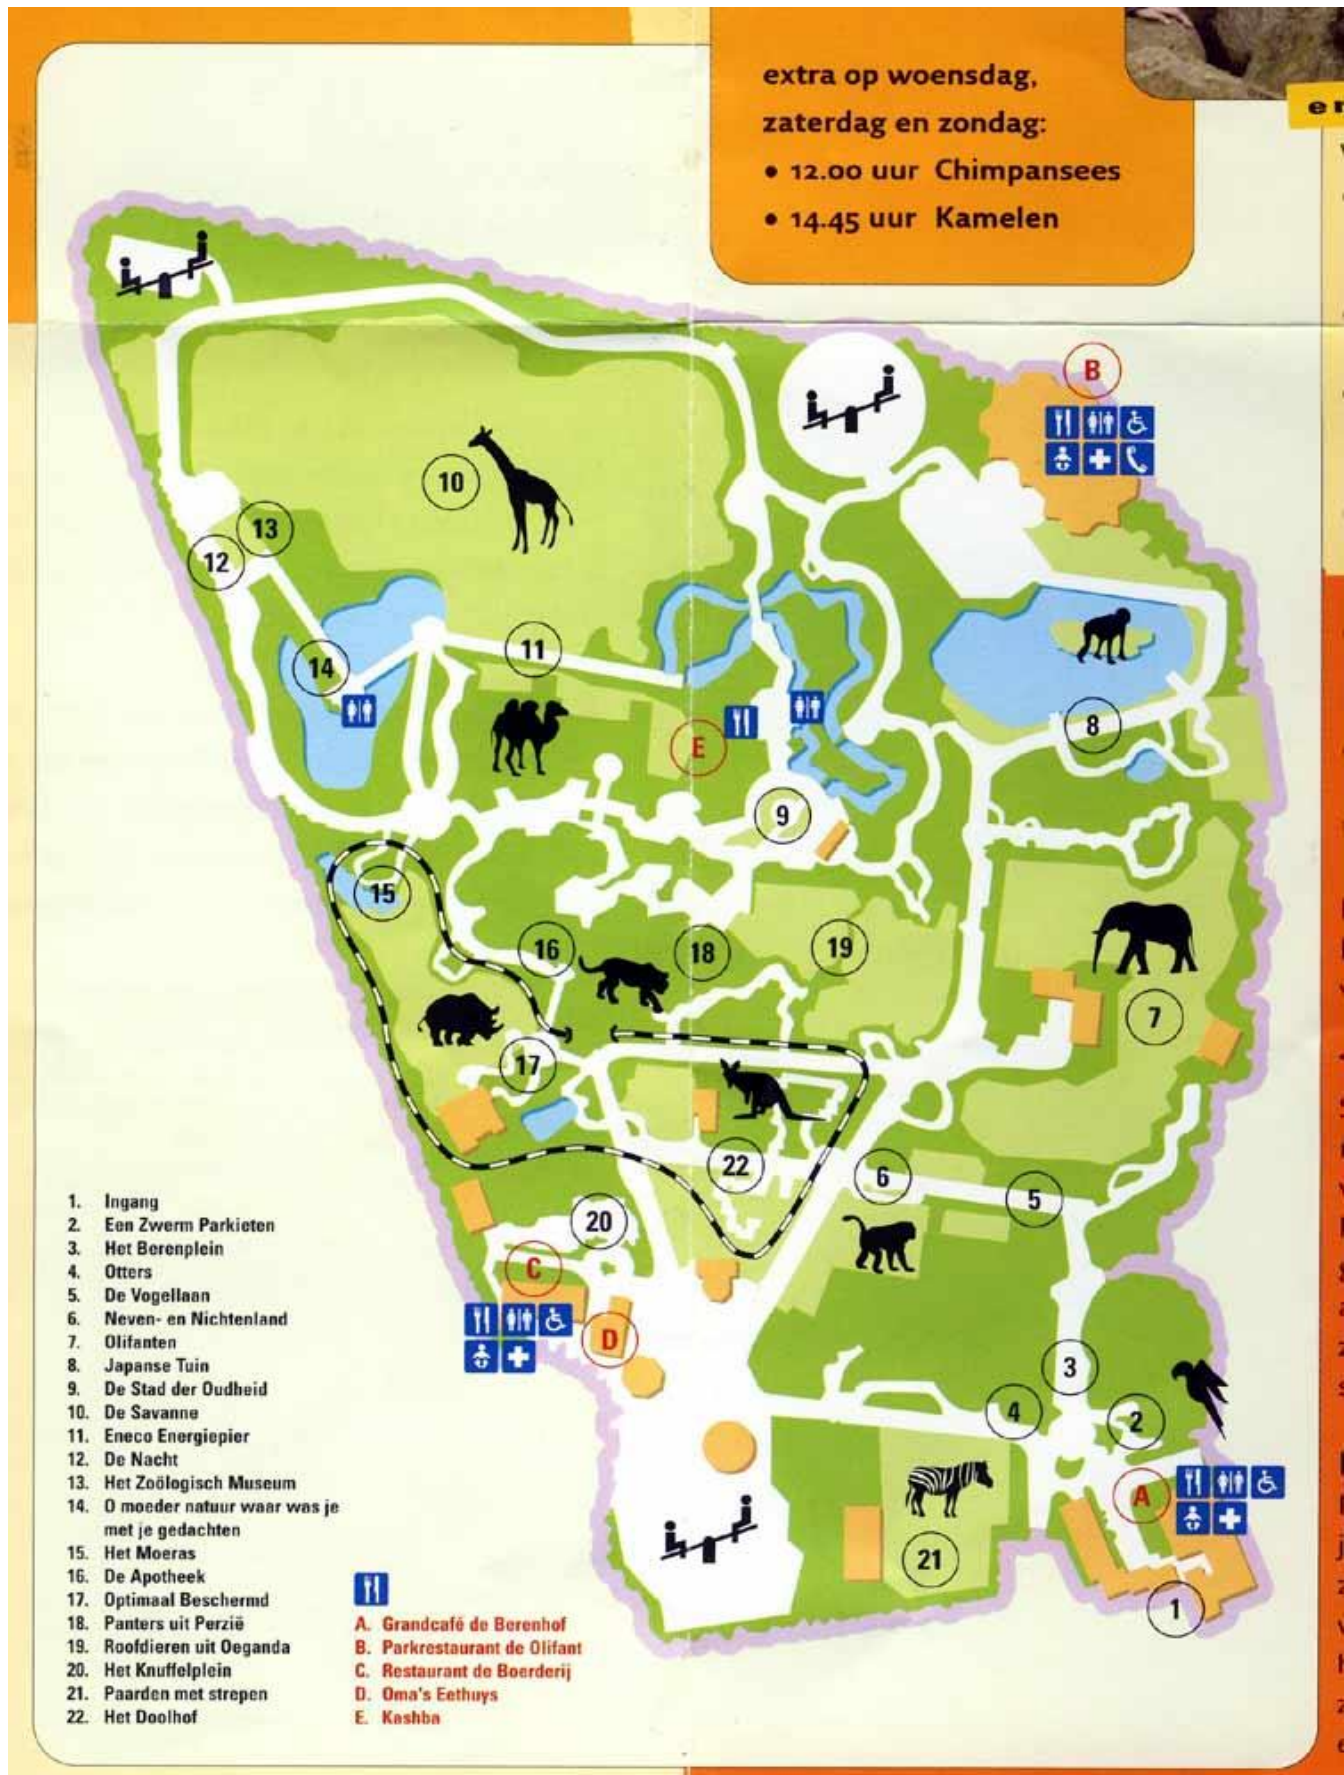 extra op woensdag,
zaterdag en zondag:
• 12.00 uur Chimpansees
• 14.45 uur Kamelen
B
10
13
12
14
11
E
8
9
15
16
18
19
7
17
22
6
5
20
C
D
3
4
2
A
21
1
1. Ingang
2. Een Zwerm Parkieten
3. Het Berenplein
4. Otters
5. De Vogellaan
6. Neven- en Nichtenland
7. Olifanten
8. Japanse Tuin
9. De Stad der Oudheid
10. De Savanne
11. Eneco Energiepier
12. De Nacht
13. Het Zoölogisch Museum
14. O moeder natuur waar was je
met je gedachten
15. Het Moeras
16. De Apotheek
17. Optimaal Beschermd
18. Panters uit Perzië
19. Roofdieren uit Oeganda
20. Het Knuffelplein
21. Paarden met strepen
22. Het Doolhof
A. Grandcafé de Berenhof
B. Parkrestaurant de Olifant
C. Restaurant de Boerderij
D. Oma's Eethuys
E. Kashba